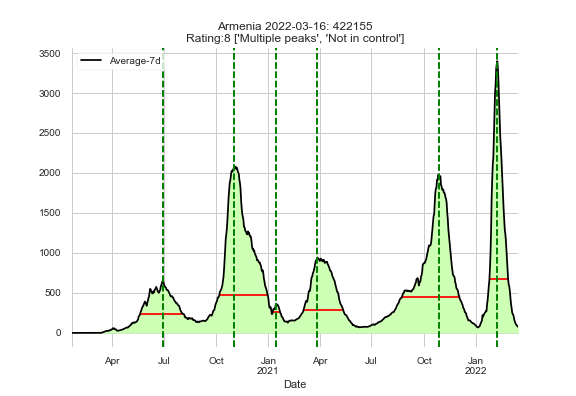 Armenia 2022-03-16: 422155
Rating:8 ['Multiple peaks', 'Not in control']
Average-7d
3500
3000
2500
2000
1500
1000
500
0
Apr Jul Oct Jan Apr Jul Oct Jan
2021 2022
Date